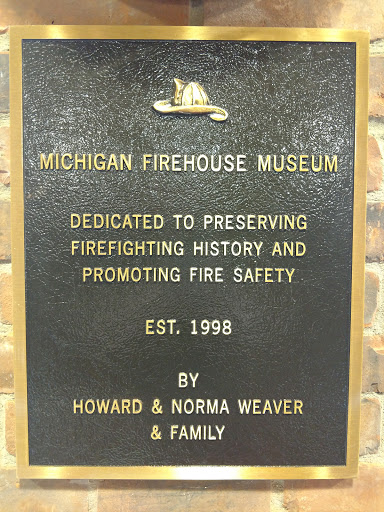 MICHIGAN FIREHOUSE MUSEUM
DEDICATED TO PRESERVING
FIREFIGHTING HISTORY AND
PROMOTING FIRE SAFETY
EST. 1998
BY
HOWARD & NORMA WEAVER
& FAMILY